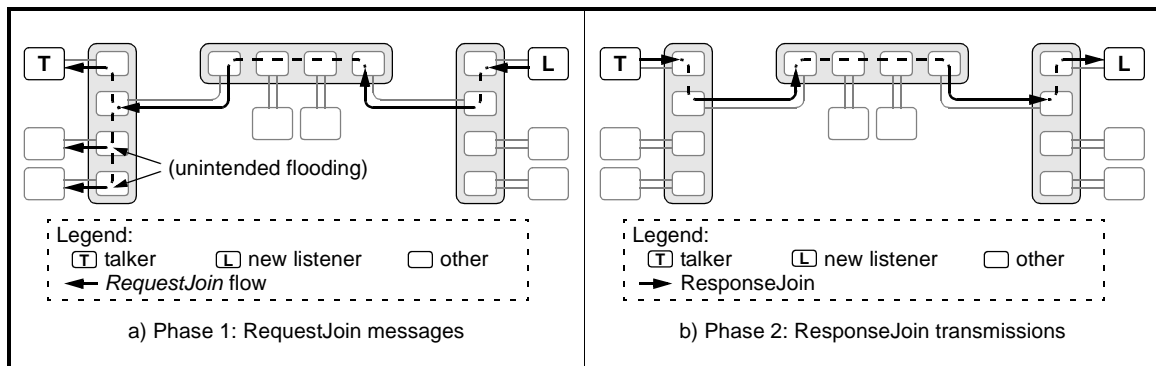 T
L
(unintended flooding)
Legend:
T talker
L new listener
other
RequestJoin flow
a) Phase 1: RequestJoin messages
T
L
Legend:
T talker
L new listener
other
ResponseJoin
b) Phase 2: ResponseJoin transmissions